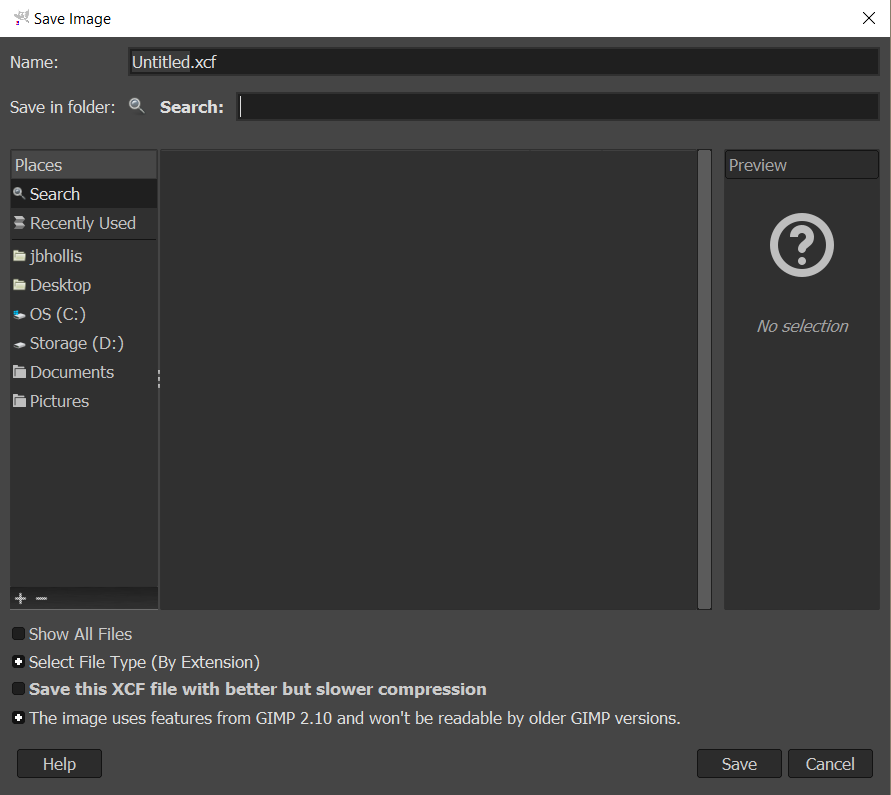 Save Image
Name: Untitled.xcf
Save in folder: Search:
Places
Search
Recently Used
jbhollis
Desktop
OS (C:)
Storage (D:)
Documents
Pictures
Preview
No selection
Show All Files
Select File Type (By Extension)
Save this XCF file with better but slower compression
The image uses features from GIMP 2.10 and won't be readable by older GIMP versions.
Help Save Cancel